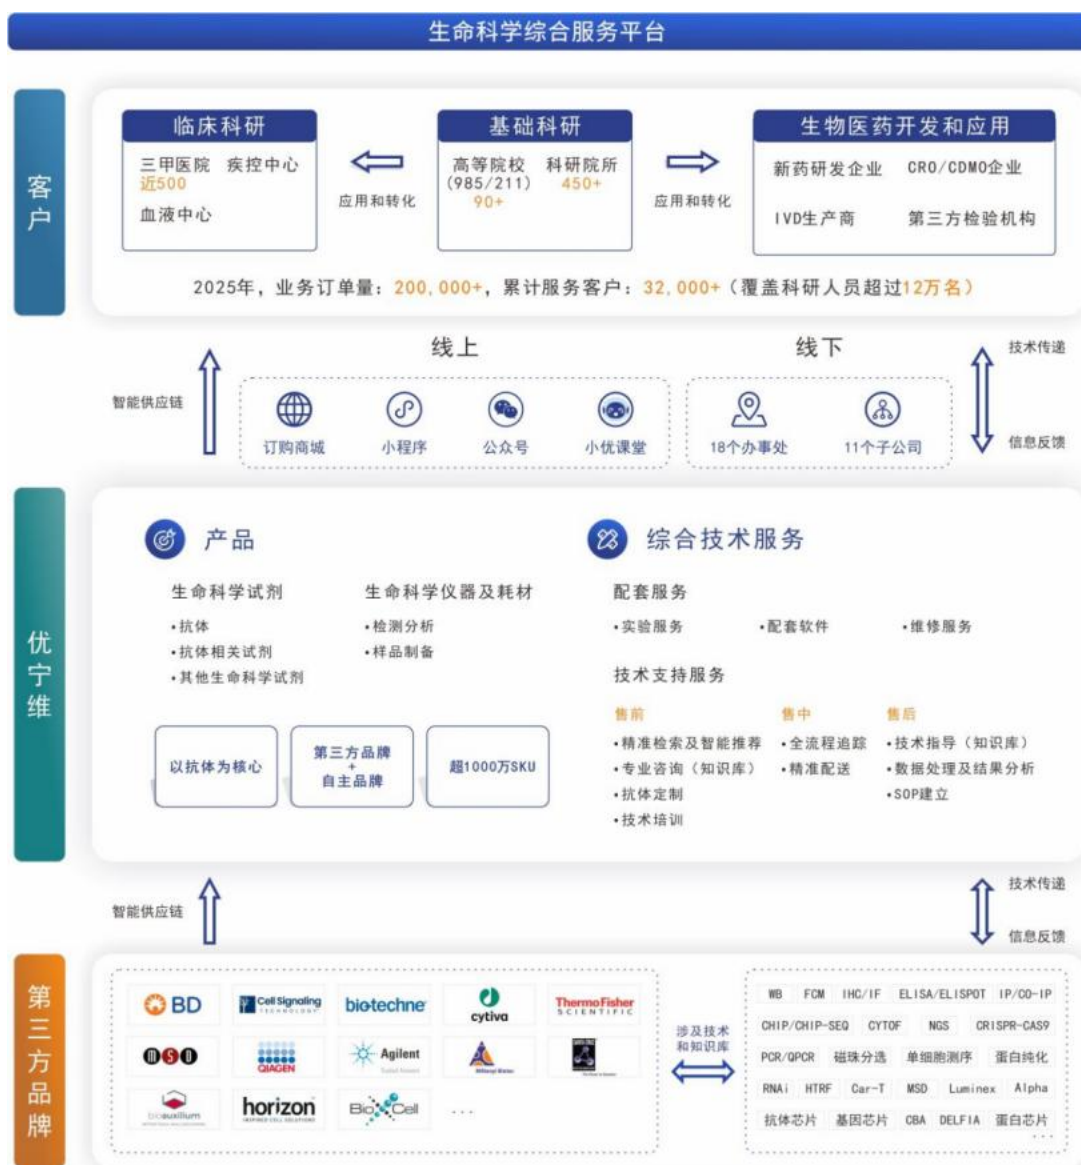 生命科学综合服务平台
客户
临床科研
三甲医院 疾控中心
近500
血液中心
应用和转化
基础科研
高等院校 科研院所
(985/211) 450+
90+
应用和转化
生物医药开发和应用
新药研发企业 CRO/CDMO企业
IVD生产商 第三方检验机构
2025年，业务订单量：200,000+，累计服务客户：32,000+（覆盖科研人员超过12万名）
智能供应链
线上
订购商城 小程序 公众号 小优课堂
线下
18个办事处 11个子公司
技术传递
信息反馈
优宁维
产品
生命科学试剂
•抗体
•抗体相关试剂
•其他生命科学试剂
生命科学仪器及耗材
•检测分析
•样品制备
以抗体为核心
第三方品牌
+
自主品牌
超1000万SKU
综合技术服务
配套服务
•实验服务 •配套软件 •维修服务
技术支持服务
售前
•精准检索及智能推荐
•专业咨询（知识库）
•抗体定制
•技术培训
售中
•全流程追踪
•精准配送
售后
•技术指导（知识库）
•数据处理及结果分析
•SOP建立
智能供应链
技术传递
信息反馈
第三方品牌
BD
Cell Signaling
TECHNOLOGY
bio-techne
cytiva
ThermoFisher
SCIENTIFIC
MSD
QIAGEN
Agilent
Trusted Answers
Miltenyi Biotec
SANTA CRUZ
bioauxilium
horizon
INSPIRED CELL SOLUTIONS
BioXCell
...
涉及技术
和知识库
WB FCM IHC/IF ELISA/ELISPOT IP/CO-IP
CHIP/CHIP-SEQ CYTOF NGS CRISPR-CAS9
PCR/QPCR 磁珠分选 单细胞测序 蛋白纯化
RNAi HTRF Car-T MSD Luminex Alpha
抗体芯片 基因芯片 CBA DELFIA 蛋白芯片
...